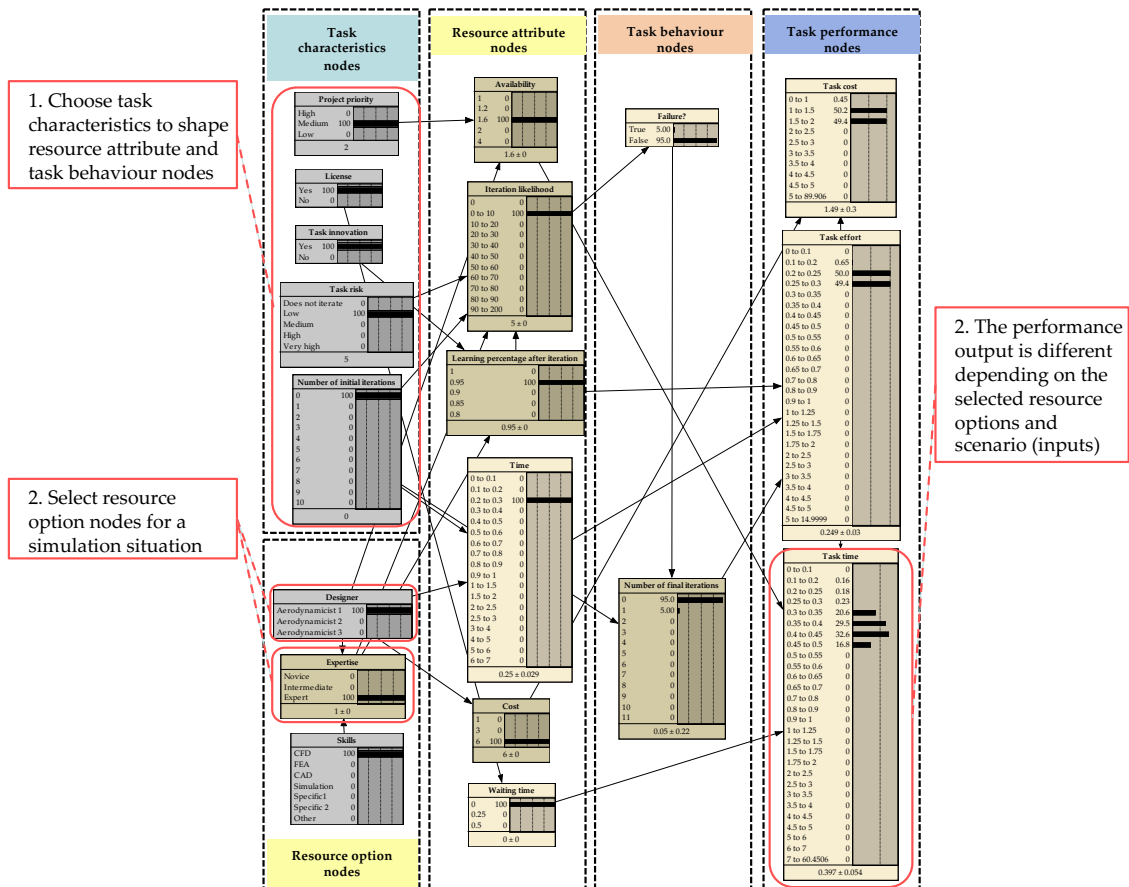 Task
characteristics
nodes
Resource attribute
nodes
Task behaviour
nodes
Task performance
nodes
1. Choose task
characteristics to shape
resource attribute and
task behaviour nodes
2. Select resource
option nodes for a
simulation situation
2. The performance
output is different
depending on the
selected resource
options and
scenario (inputs)
Project priority
High 0
Medium 100
Low 0
2
License
Yes 100
No 0
Task innovation
Yes 100
No 0
Task risk
Does not iterate 0
Low 100
Medium 0
High 0
Very high 0
5
Number of initial iterations
0 100
1 0
2 0
3 0
4 0
5 0
6 0
7 0
8 0
9 0
10 0
0
Designer
Aerodynamicist 1 100
Aerodynamicist 2 0
Aerodynamicist 3 0
Expertise
Novice 0
Intermediate 0
Expert 100
1 ± 0
Skills
CFD 100
FEA 0
CAD 0
Simulation 0
Specific1 0
Specific 2 0
Other 0
Resource option
nodes
Availability
1 0
1.2 0
1.6 100
2 0
4 0
1.6 ± 0
Iteration likelihood
0 0
0 to 10 100
10 to 20 0
20 to 30 0
30 to 40 0
40 to 50 0
50 to 60 0
60 to 70 0
70 to 80 0
80 to 90 0
90 to 200 0
5 ± 0
Learning percentage after iteration
1 0
0.95 100
0.9 0
0.85 0
0.8 0
0.95 ± 0
Time
0 to 0.1 0
0.1 to 0.2 0
0.2 to 0.3 100
0.3 to 0.4 0
0.4 to 0.5 0
0.5 to 0.6 0
0.6 to 0.7 0
0.7 to 0.8 0
0.8 to 0.9 0
0.9 to 1 0
1 to 1.5 0
1.5 to 2 0
2 to 2.5 0
2.5 to 3 0
3 to 4 0
4 to 5 0
5 to 6 0
6 to 7 0
0.25 ± 0.029
Cost
1 0
3 0
6 100
6 ± 0
Waiting time
0 100
0.25 0
0.5 0
0 ± 0
Failure?
True 5.00
False 95.0
Number of final iterations
0 95.0
1 5.00
2 0
3 0
4 0
5 0
6 0
7 0
8 0
9 0
10 0
11 0
0.05 ± 0.22
Task cost
0 to 1 0.45
1 to 1.5 50.2
1.5 to 2 49.4
2 to 2.5 0
2.5 to 3 0
3 to 3.5 0
3.5 to 4 0
4 to 4.5 0
4.5 to 5 0
5 to 89.906 0
1.49 ± 0.3
Task effort
0 to 0.1 0
0.1 to 0.2 0.65
0.2 to 0.25 50.0
0.25 to 0.3 49.4
0.3 to 0.35 0
0.35 to 0.4 0
0.4 to 0.45 0
0.45 to 0.5 0
0.5 to 0.55 0
0.55 to 0.6 0
0.6 to 0.65 0
0.65 to 0.7 0
0.7 to 0.8 0
0.8 to 0.9 0
0.9 to 1 0
1 to 1.25 0
1.25 to 1.5 0
1.5 to 1.75 0
1.75 to 2 0
2 to 2.5 0
2.5 to 3 0
3 to 3.5 0
3.5 to 4 0
4 to 4.5 0
4.5 to 5 0
5 to 14.9999 0
0.249 ± 0.03
Task time
0 to 0.1 0
0.1 to 0.2 0.16
0.2 to 0.25 0.18
0.25 to 0.3 0.23
0.3 to 0.35 20.6
0.35 to 0.4 29.5
0.4 to 0.45 32.6
0.45 to 0.5 16.8
0.5 to 0.55 0
0.55 to 0.6 0
0.6 to 0.65 0
0.65 to 0.7 0
0.7 to 0.8 0
0.8 to 0.9 0
0.9 to 1 0
1 to 1.25 0
1.25 to 1.5 0
1.5 to 1.75 0
1.75 to 2 0
2 to 2.5 0
2.5 to 3 0
3 to 3.5 0
3.5 to 4 0
4 to 4.5 0
4.5 to 5 0
5 to 6 0
6 to 7 0
7 to 60.4506 0
0.397 ± 0.054